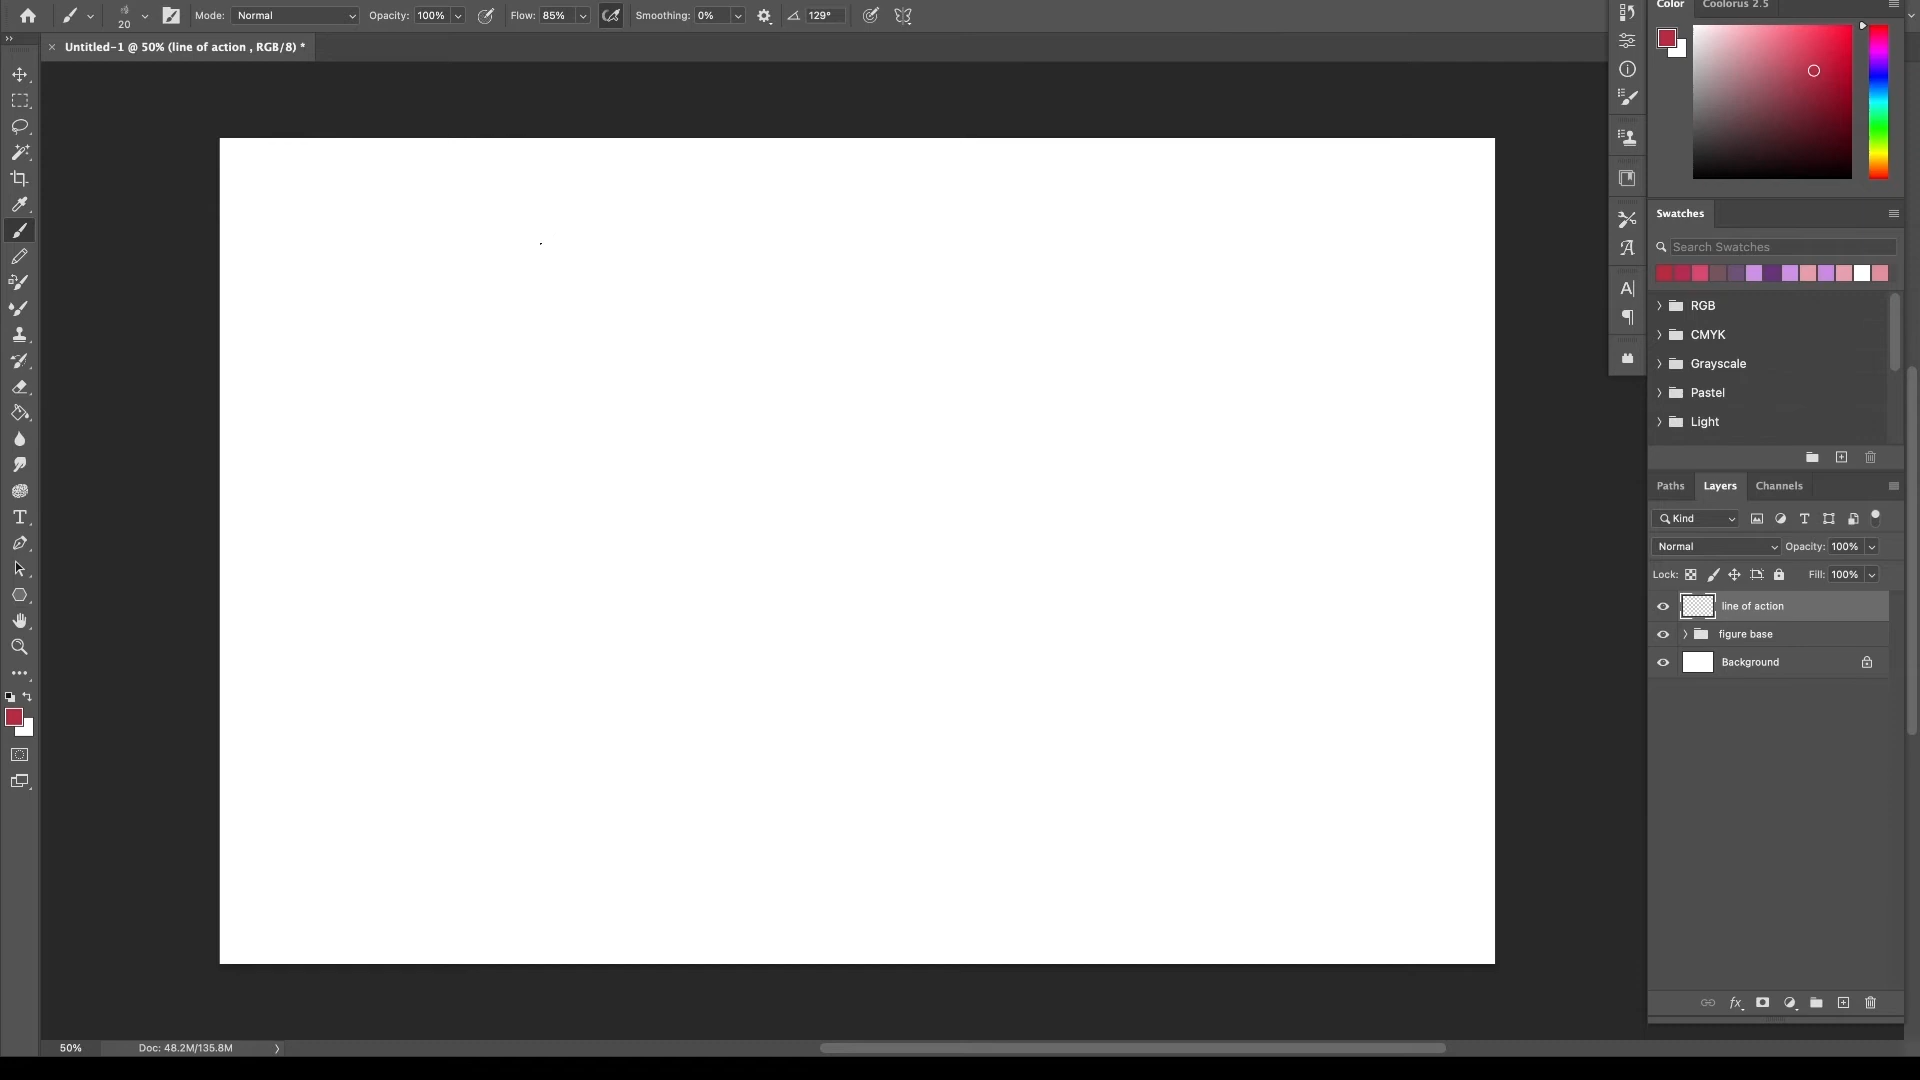 Mode: Normal Opacity: 100% Flow: 85% Smoothing: 0% 129°
20
Untitled-1 @ 50% (line of action , RGB/8) *
Color Coolorus 2.5
Swatches
Search Swatches
RGB
CMYK
Grayscale
Pastel
Light
Paths Layers Channels
Kind
Normal Opacity: 100%
Lock: Fill: 100%
line of action
figure base
Background
fx
50% Doc: 48.2M/135.8M